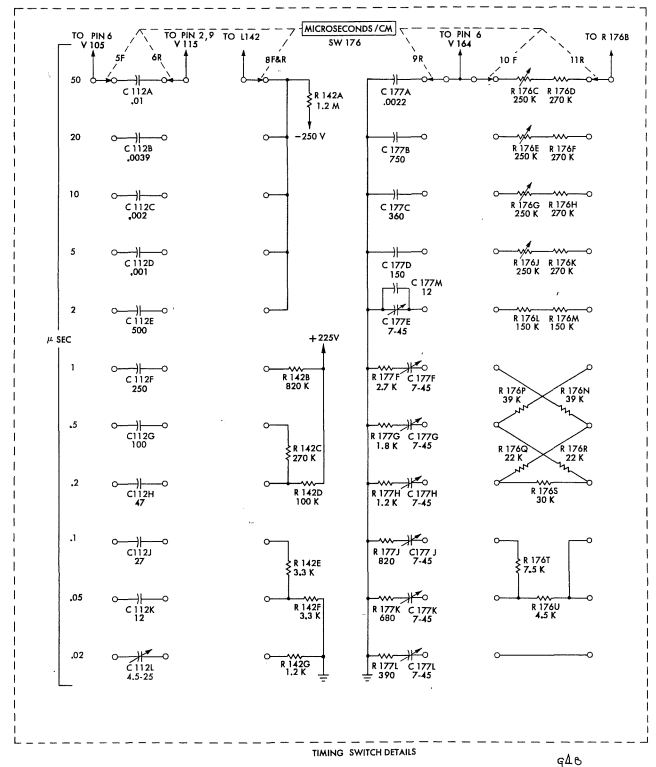 MICROSECONDS/CM
SW 176
TO PIN 6
V 105
TO PIN 2,9
V 115
TO L142
TO PIN 6
V 164
TO R 176B
5F
6R
8F&R
9R
10 F
11R
μ SEC
50
C 112A
.01
R 142A
1.2 M
−250 V
C 177A
.0022
R 176C
250 K
R 176D
270 K
20
C 112B
.0039
C 177B
750
R 176E
250 K
R 176F
270 K
10
C 112C
.002
C 177C
360
R 176G
250 K
R 176H
270 K
5
C 112D
.001
C 177D
150
R 176J
250 K
R 176K
270 K
2
C 112E
500
C 177M
12
C 177E
7-45
R 176L
150 K
R 176M
150 K
+225V
1
C 112F
250
R 142B
820 K
R 177F
2.7 K
C 177F
7-45
R 176P
39 K
R 176N
39 K
.5
C112G
100
R 142C
270 K
R 177G
1.8 K
C 177G
7-45
R 176Q
22 K
R 176R
22 K
.2
C112H
47
R 142D
100 K
R 177H
1.2 K
C 177H
7-45
R 176S
30 K
.1
C112J
27
R 142E
3.3 K
R 177J
820
C177 J
7-45
R 176T
7.5 K
.05
C 112K
12
R 142F
3.3 K
R 177K
680
C 177K
7-45
R 176U
4.5 K
.02
C 112L
4.5-25
R 142G
1.2 K
R 177L
390
C 177L
7-45
TIMING SWITCH DETAILS